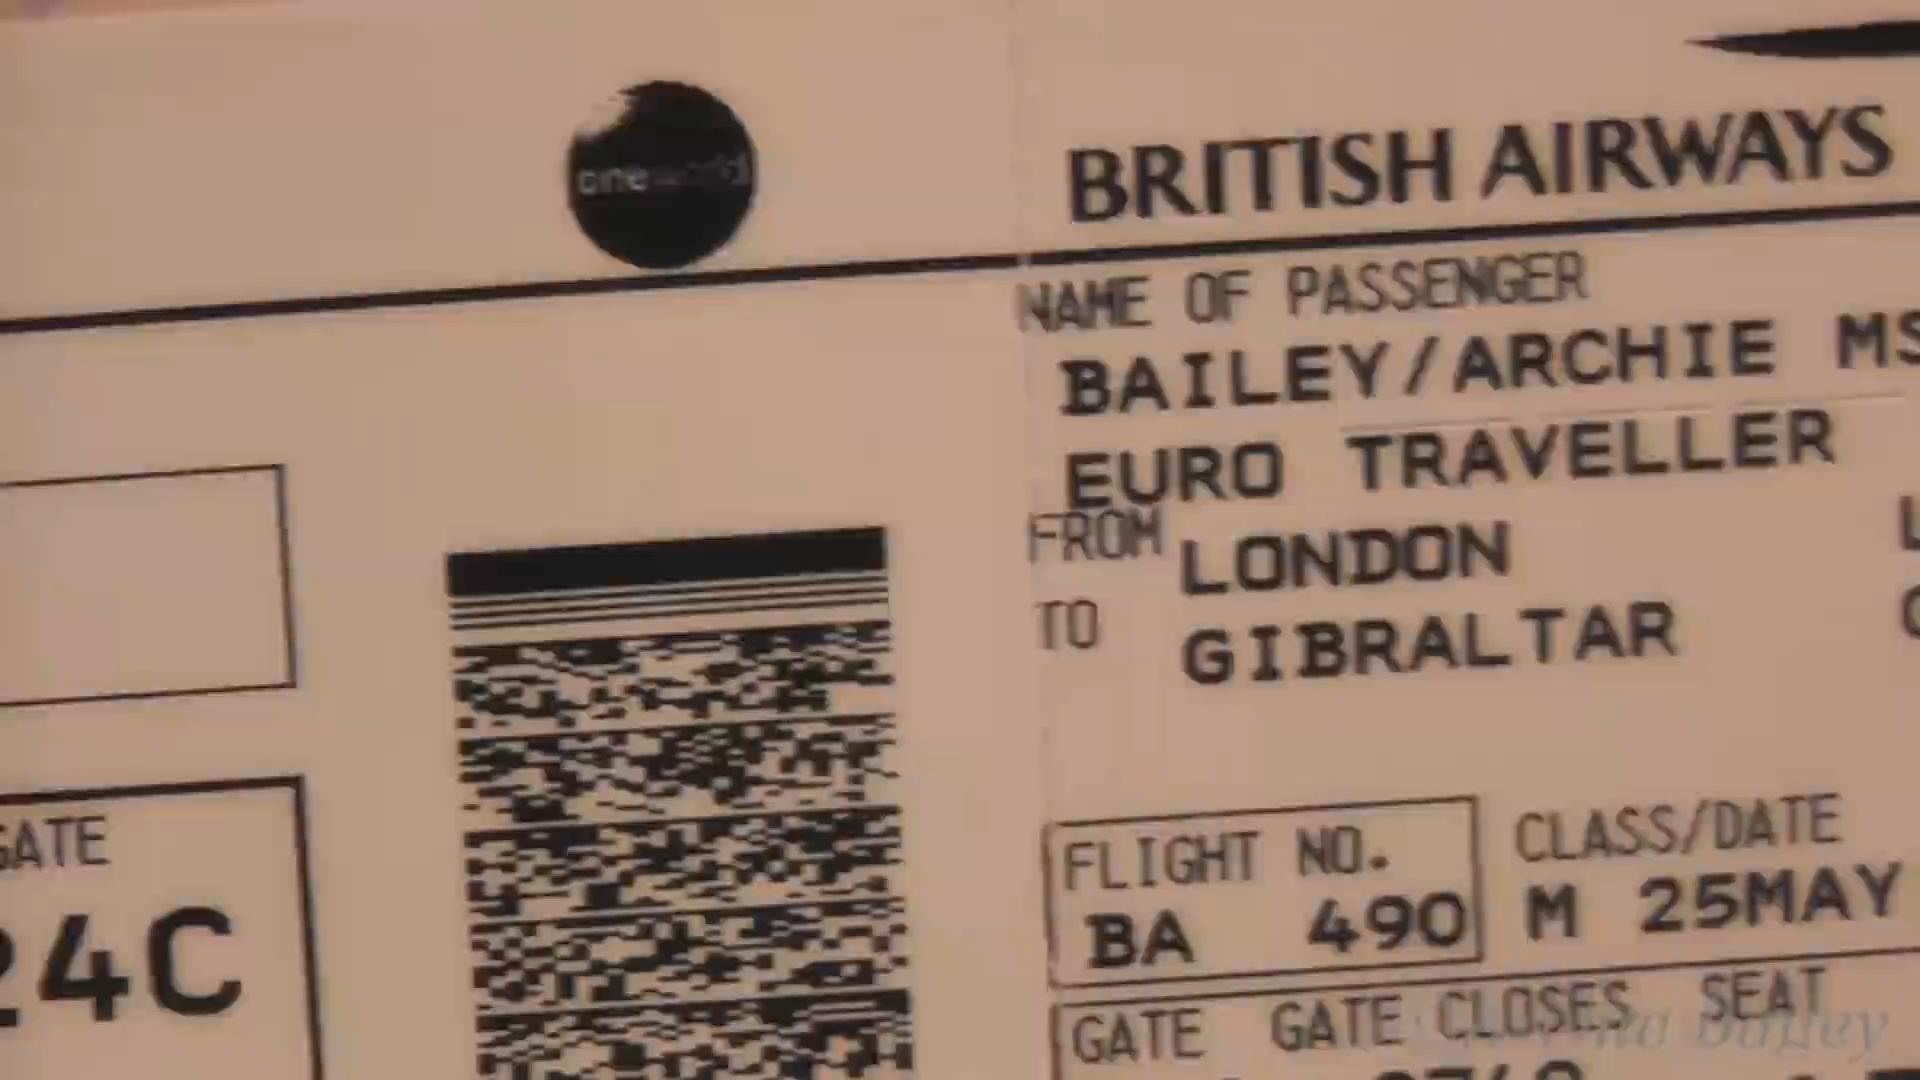 oneworld
BRITISH AIRWAYS
NAME OF PASSENGER
BAILEY/ARCHIE MS
EURO TRAVELLER
FROM LONDON
TO GIBRALTAR
GATE
24C
FLIGHT NO.
BA 490
CLASS/DATE
M 25MAY
GATE GATE CLOSES SEAT